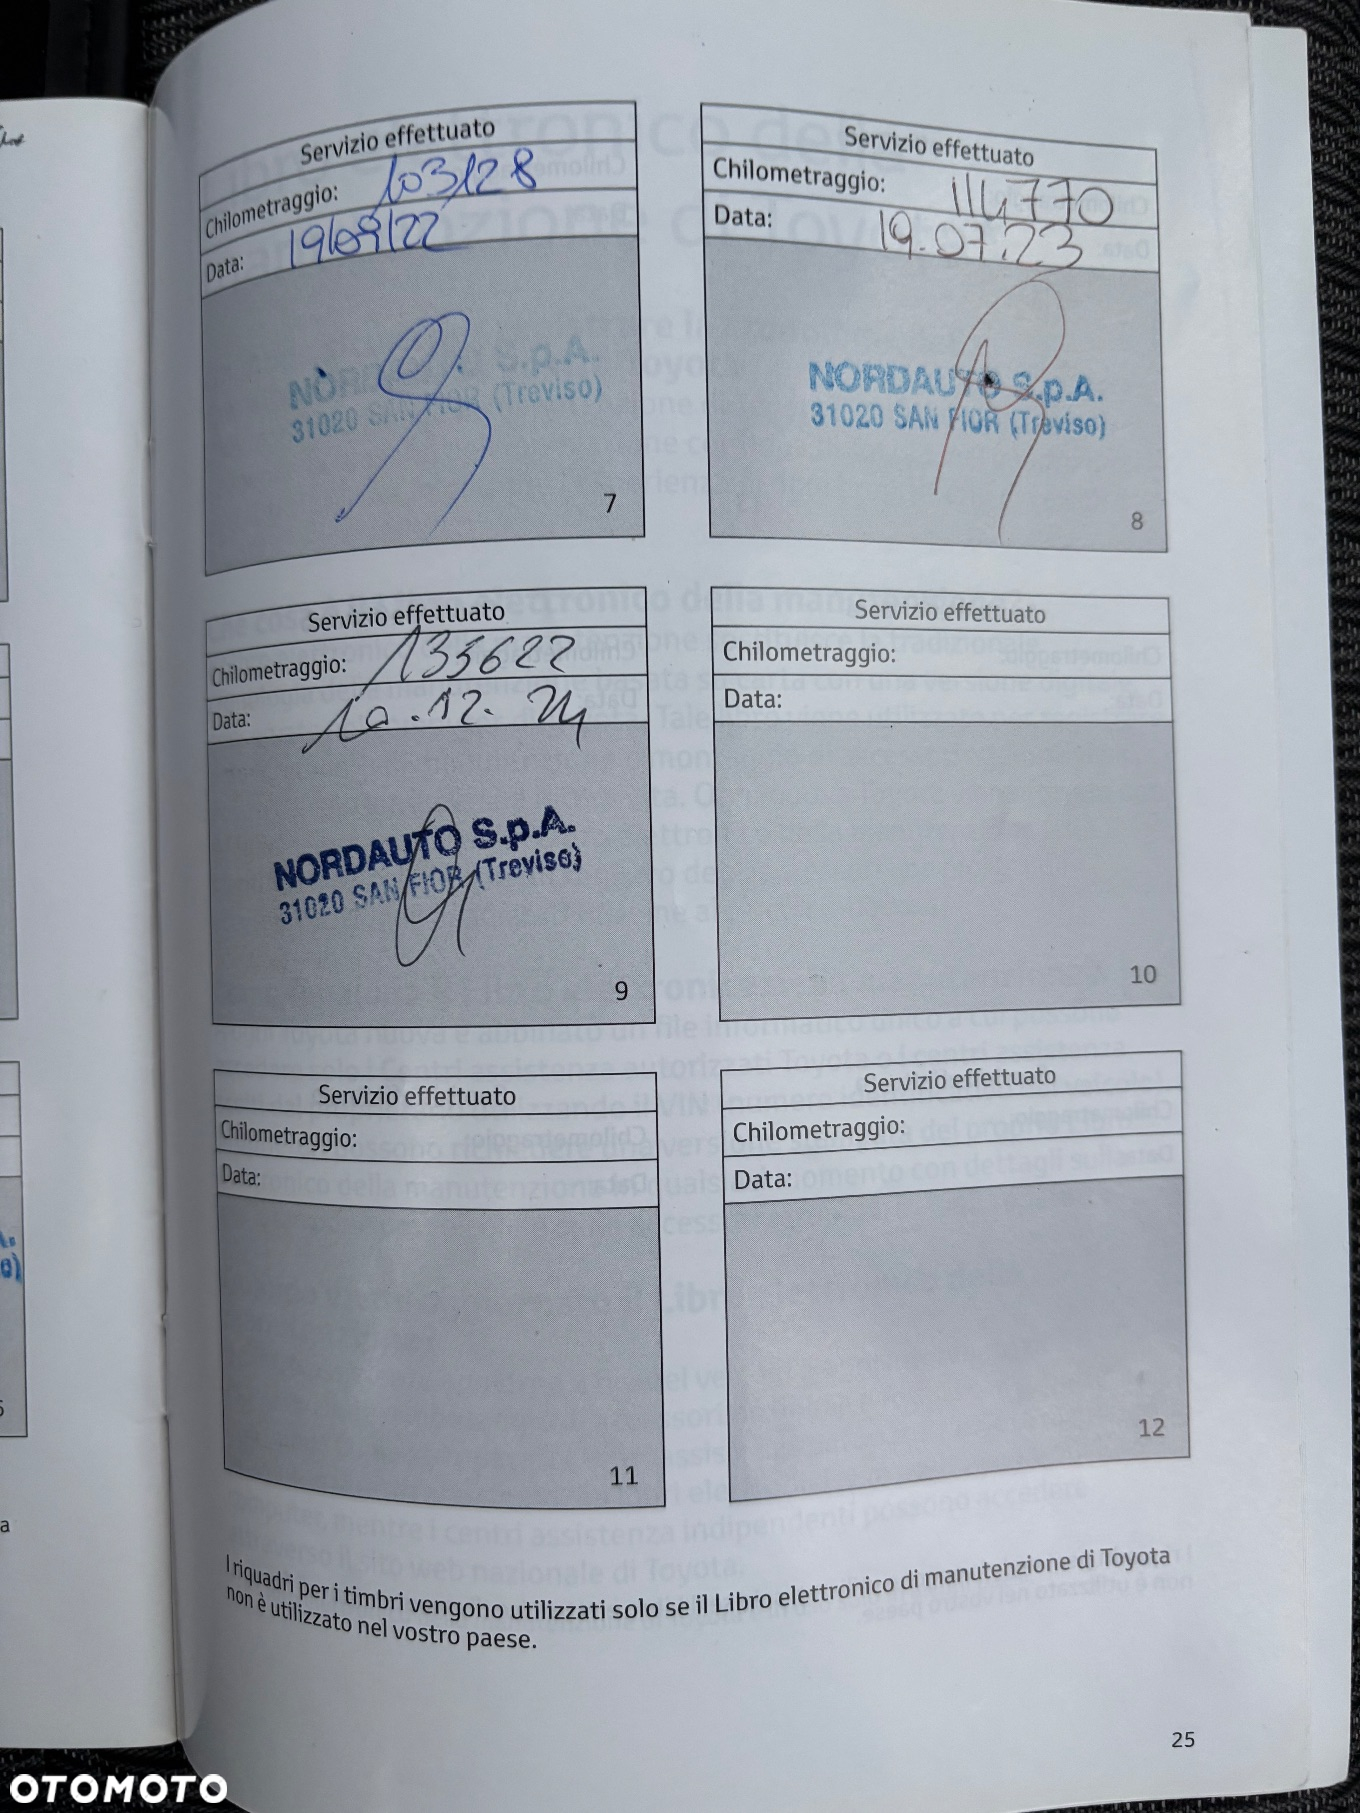 Servizio effettuato
Chilometraggio: 103128
Data: 19/09/22
NORDAUTO S.p.A.
31020 SAN FIOR (Treviso)
7
Servizio effettuato
Chilometraggio: 114770
Data: 19.07.23
NORDAUTO S.p.A.
31020 SAN FIOR (Treviso)
8
Servizio effettuato
Chilometraggio: 135622
Data: 10.12.24
NORDAUTO S.p.A.
31020 SAN FIOR (Treviso)
9
Servizio effettuato
Chilometraggio:
Data:
10
Servizio effettuato
Chilometraggio:
Data:
11
Servizio effettuato
Chilometraggio:
Data:
12
I riquadri per i timbri vengono utilizzati solo se il Libro elettronico di manutenzione di Toyota
non è utilizzato nel vostro paese.
25
OTOMOTO